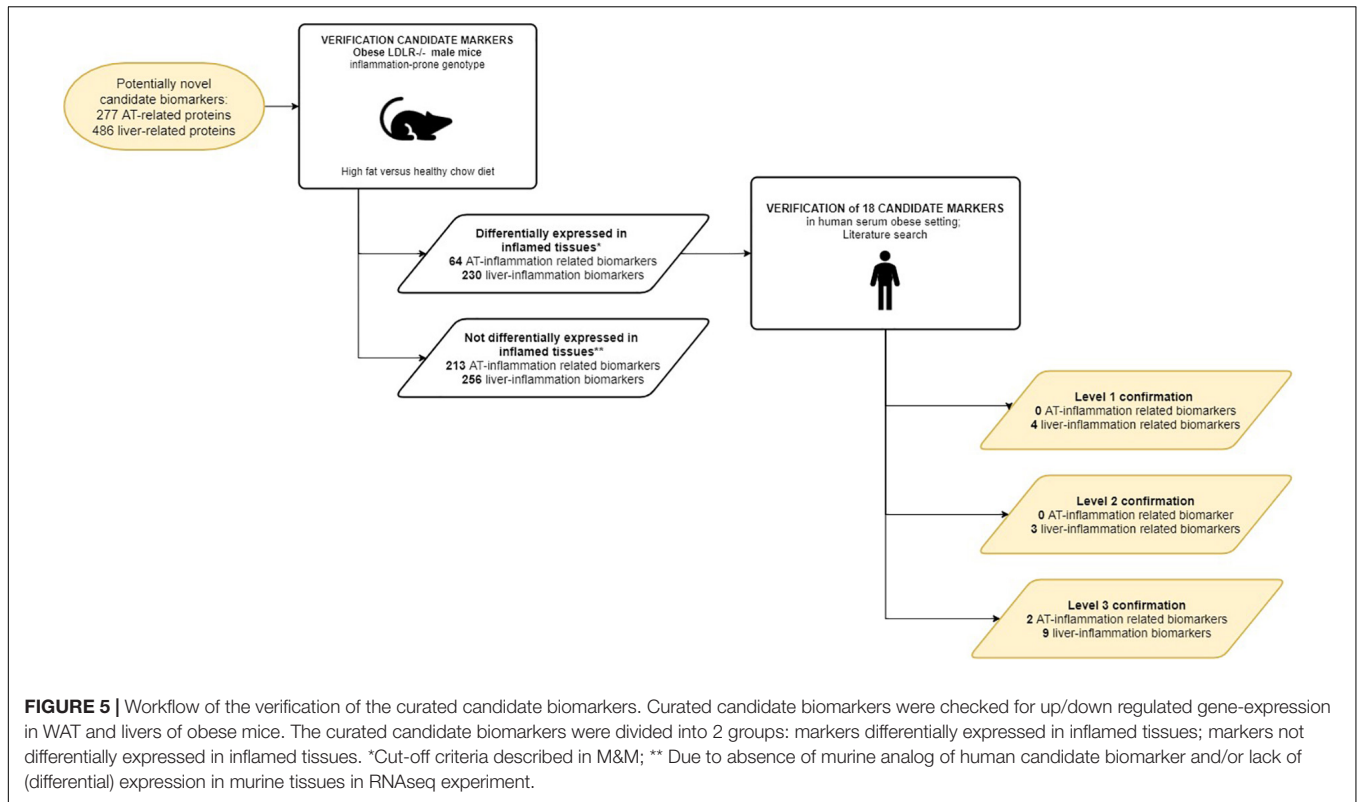 Potentially novel
candidate biomarkers:
277 AT-related proteins
486 liver-related proteins
VERIFICATION CANDIDATE MARKERS
Obese LDLR-/- male mice
inflammation-prone genotype
High fat versus healthy chow diet
Differentially expressed in
inflamed tissues*
64 AT-inflammation related biomarkers
230 liver-inflammation biomarkers
Not differentially expressed in
inflamed tissues**
213 AT-inflammation related biomarkers
256 liver-inflammation biomarkers
VERIFICATION of 18 CANDIDATE MARKERS
in human serum obese setting;
Literature search
Level 1 confirmation
0 AT-inflammation related biomarkers
4 liver-inflammation related biomarkers
Level 2 confirmation
0 AT-inflammation related biomarker
3 liver-inflammation related biomarkers
Level 3 confirmation
2 AT-inflammation related biomarkers
9 liver-inflammation biomarkers
FIGURE 5 | Workflow of the verification of the curated candidate biomarkers. Curated candidate biomarkers were checked for up/down regulated gene-expression
in WAT and livers of obese mice. The curated candidate biomarkers were divided into 2 groups: markers differentially expressed in inflamed tissues; markers not
differentially expressed in inflamed tissues. *Cut-off criteria described in M&M; ** Due to absence of murine analog of human candidate biomarker and/or lack of
(differential) expression in murine tissues in RNAseq experiment.